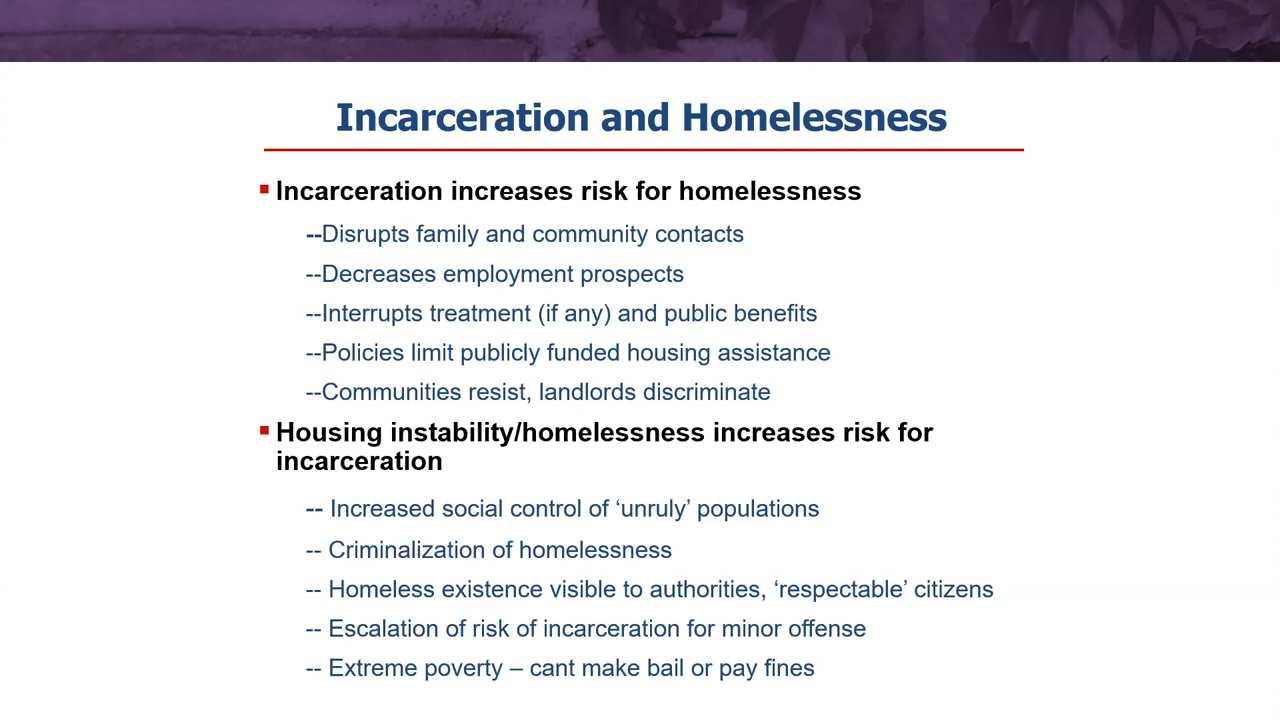 Incarceration and Homelessness
▪ Incarceration increases risk for homelessness
--Disrupts family and community contacts
--Decreases employment prospects
--Interrupts treatment (if any) and public benefits
--Policies limit publicly funded housing assistance
--Communities resist, landlords discriminate
▪ Housing instability/homelessness increases risk for
incarceration
-- Increased social control of ‘unruly’ populations
-- Criminalization of homelessness
-- Homeless existence visible to authorities, ‘respectable’ citizens
-- Escalation of risk of incarceration for minor offense
-- Extreme poverty – cant make bail or pay fines